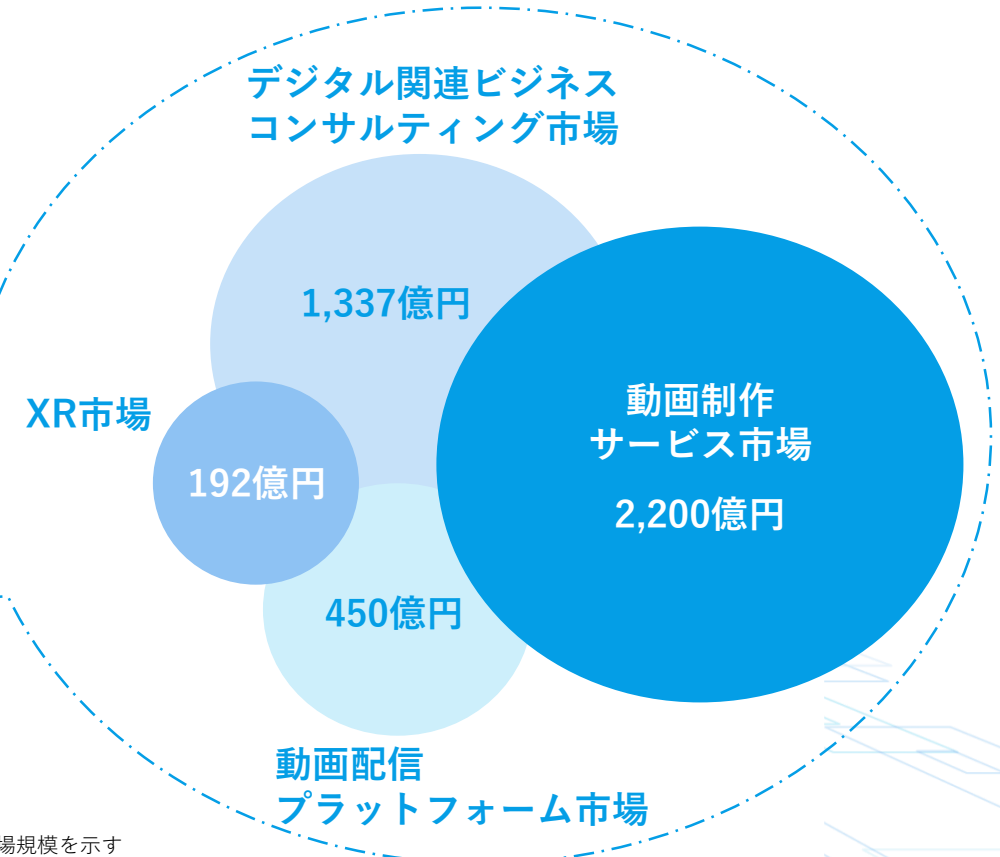 デジタル関連ビジネス
コンサルティング市場
1,337億円
XR市場
192億円
動画制作
サービス市場
2,200億円
450億円
動画配信
プラットフォーム市場
場規模を示す